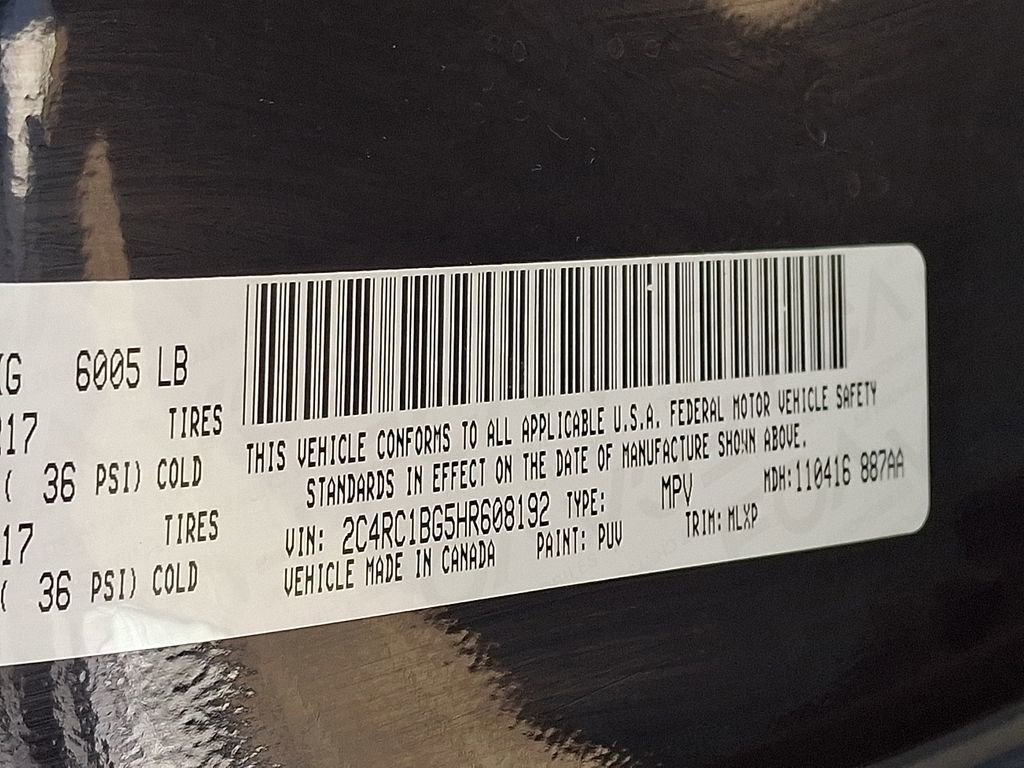 6005 LB
17 TIRES
36 PSI) COLD
17 TIRES
36 PSI) COLD
THIS VEHICLE CONFORMS TO ALL APPLICABLE U.S.A. FEDERAL MOTOR VEHICLE SAFETY
STANDARDS IN EFFECT ON THE DATE OF MANUFACTURE SHOWN ABOVE.
VIN: 2C4RC1BG5HR608192 TYPE: MPV MDH:110416 887AA
VEHICLE MADE IN CANADA PAINT: PUV TRIM: MLXP